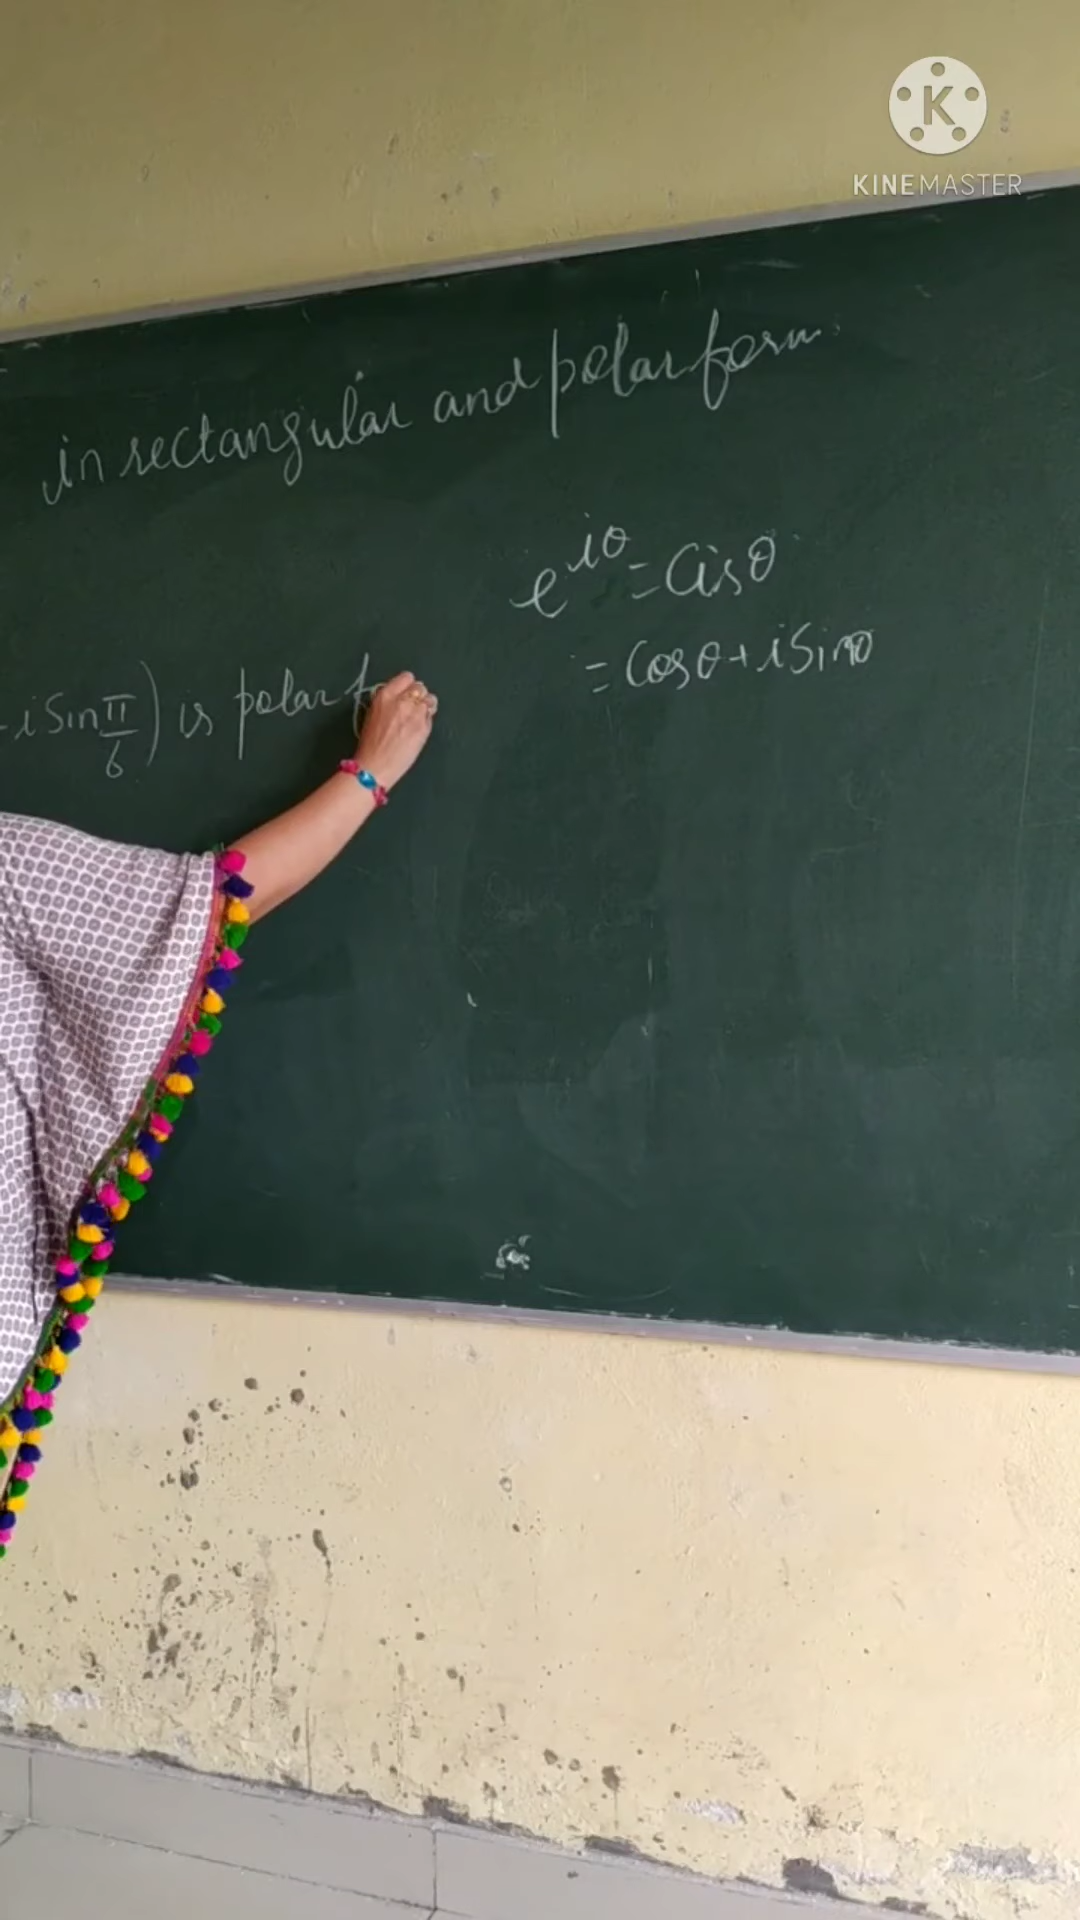 K
KINEMASTER
in rectangular and polar form.
e^{iθ} = Cisθ
= Cosθ + i Sinθ
i Sin π/6 ) is polar